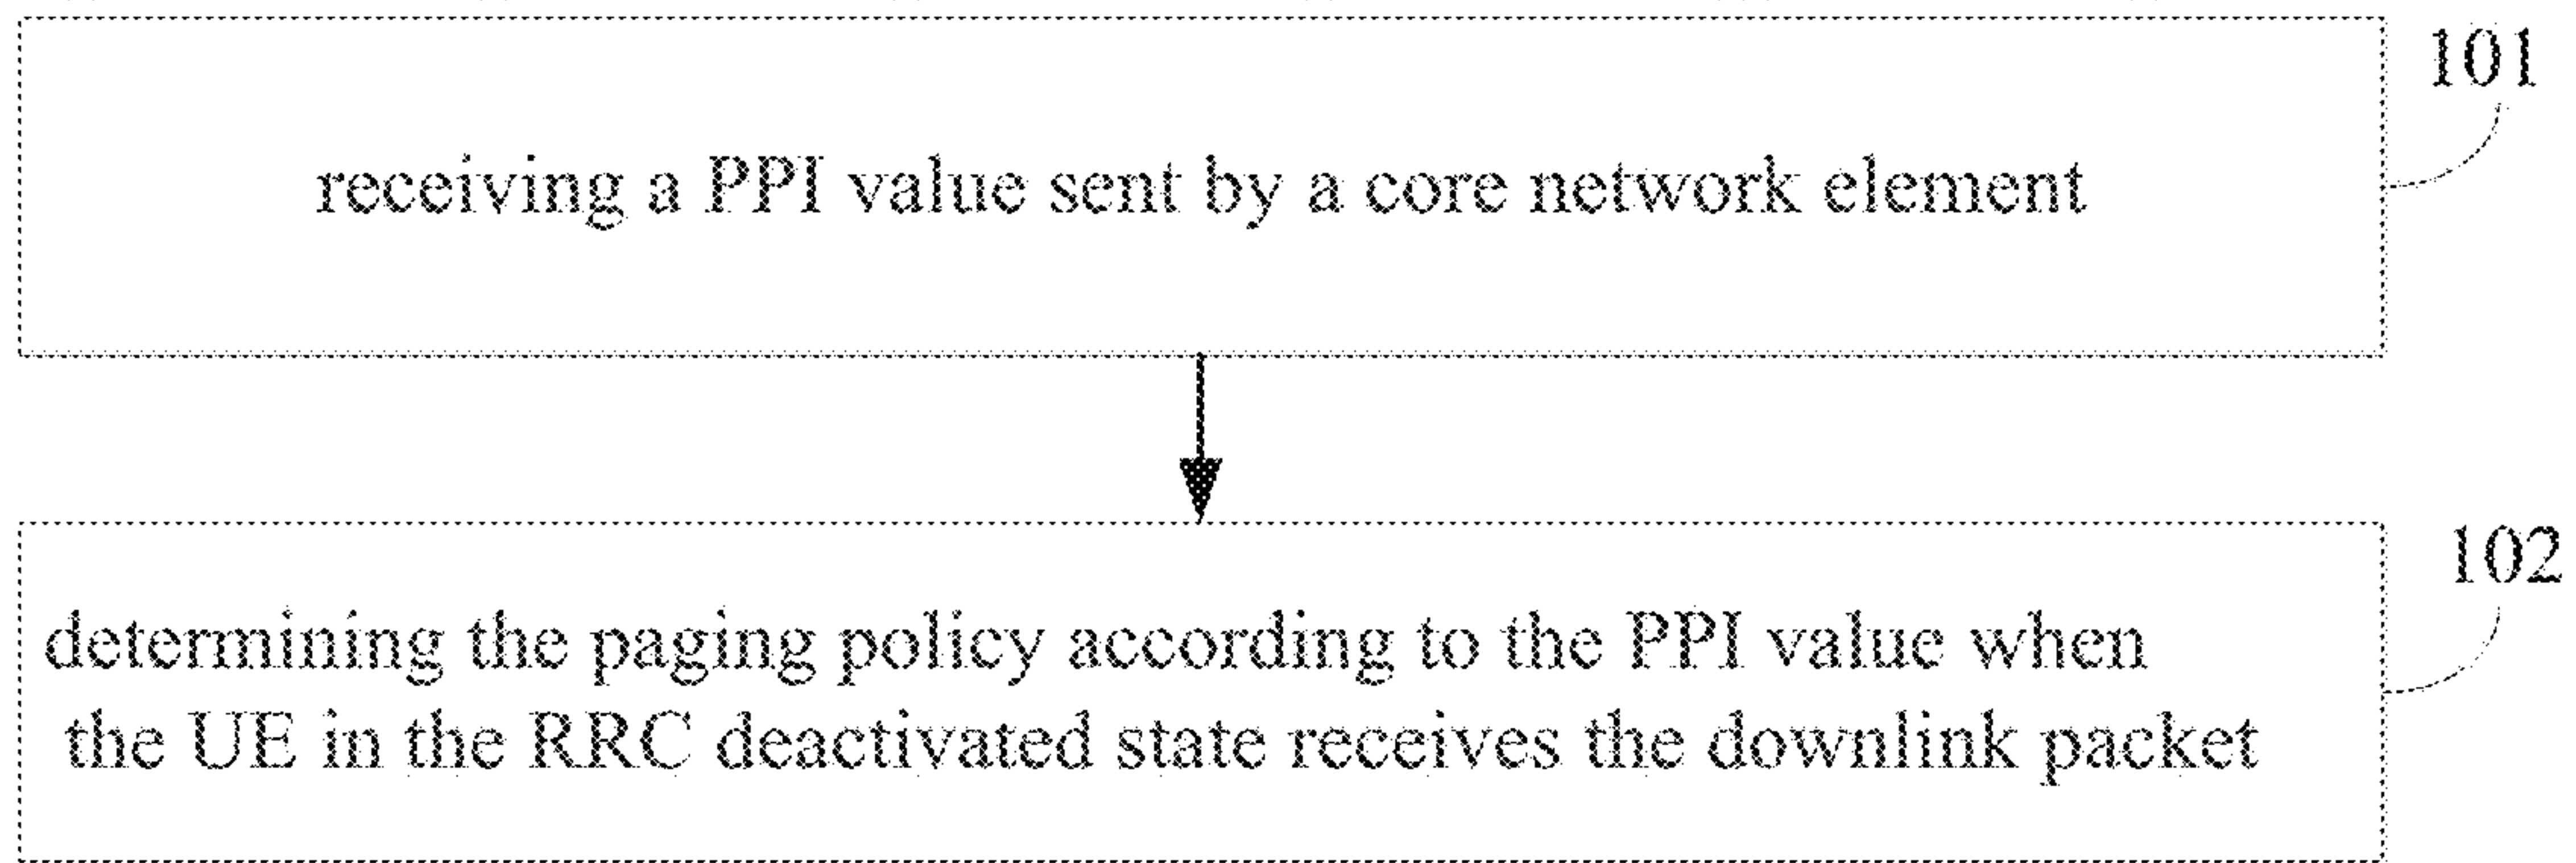 101
receiving a PPI value sent by a core network element
102
determining the paging policy according to the PPI value when
the UE in the RRC deactivated state receives the downlink packet